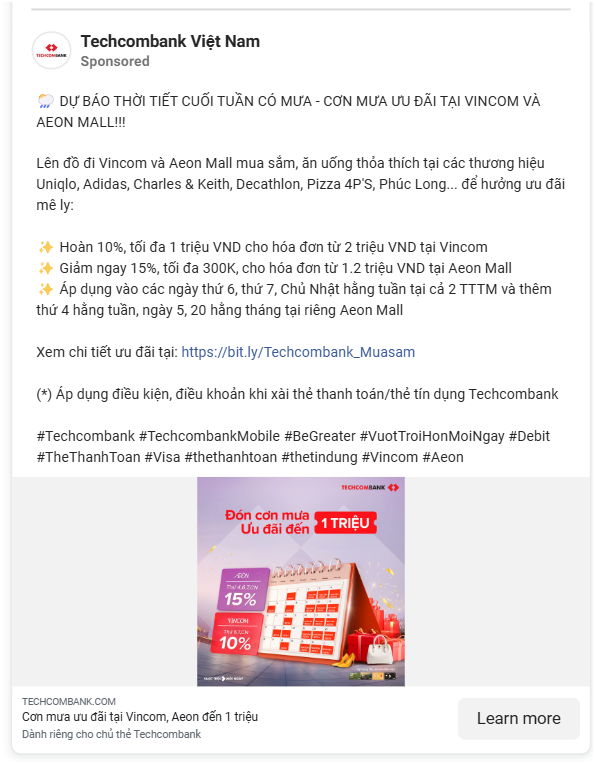 Techcombank Việt Nam
Sponsored
TECHCOMBANK
🌧️ DỰ BÁO THỜI TIẾT CUỐI TUẦN CÓ MƯA - CƠN MƯA ƯU ĐÃI TẠI VINCOM VÀ
AEON MALL!!!
Lên đồ đi Vincom và Aeon Mall mua sắm, ăn uống thỏa thích tại các thương hiệu
Uniqlo, Adidas, Charles & Keith, Decathlon, Pizza 4P'S, Phúc Long... để hưởng ưu đãi
mê ly:
✨ Hoàn 10%, tối đa 1 triệu VND cho hóa đơn từ 2 triệu VND tại Vincom
✨ Giảm ngay 15%, tối đa 300K, cho hóa đơn từ 1.2 triệu VND tại Aeon Mall
✨ Áp dụng vào các ngày thứ 6, thứ 7, Chủ Nhật hằng tuần tại cả 2 TTTM và thêm
thứ 4 hằng tuần, ngày 5, 20 hằng tháng tại riêng Aeon Mall
Xem chi tiết ưu đãi tại: https://bit.ly/Techcombank_Muasam
(*) Áp dụng điều kiện, điều khoản khi xài thẻ thanh toán/thẻ tín dụng Techcombank
#Techcombank #TechcombankMobile #BeGreater #VuotTroiHonMoiNgay #Debit
#TheThanhToan #Visa #thethanhtoan #thetindung #Vincom #Aeon
TECHCOMBANK
Đón cơn mưa
Ưu đãi đến 1 TRIỆU
AEON
THỨ 4,6,7,CN
15%
VINCOM
THỨ 6,7,CN
10%
TECHCOMBANK.COM
Cơn mưa ưu đãi tại Vincom, Aeon đến 1 triệu
Dành riêng cho chủ thẻ Techcombank
Learn more